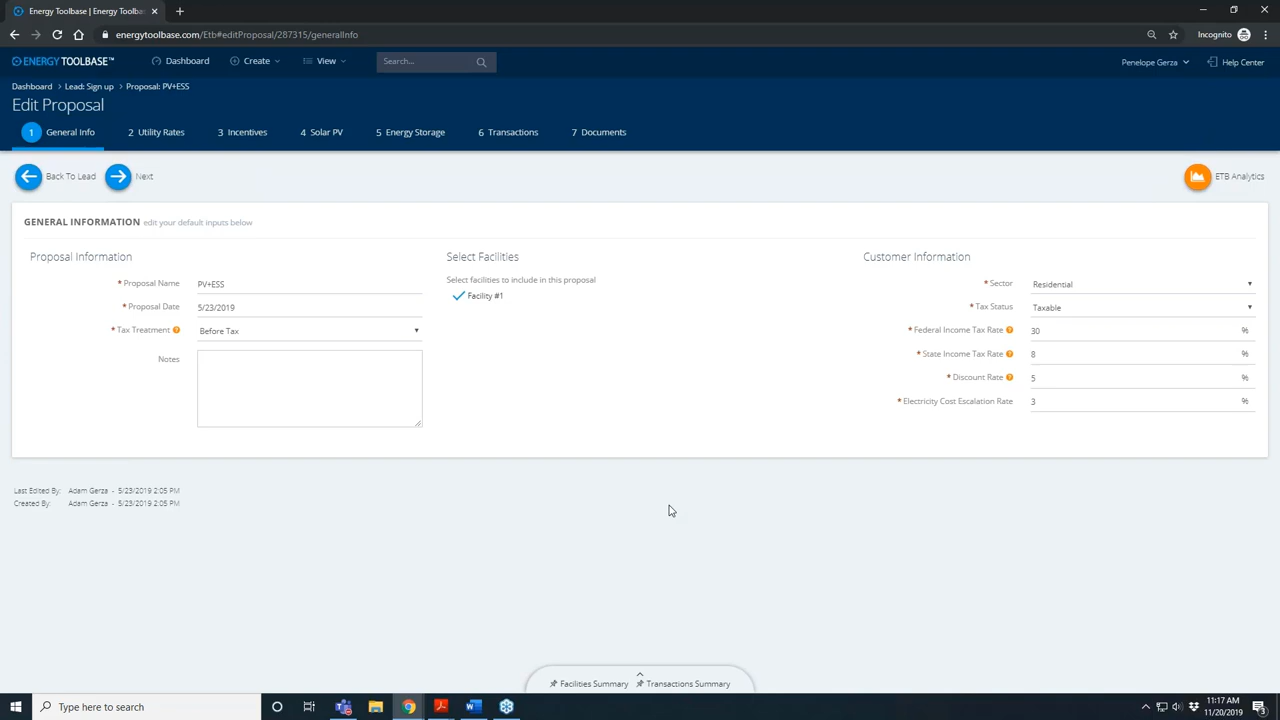 Energy Toolbase | Energy Toolba
energytoolbase.com/Etb#editProposal/287315/generalInfo
Incognito
ENERGY TOOLBASE™
Dashboard
Create
View
Search...
Penelope Gerza
Help Center
Dashboard > Lead: Sign up > Proposal: PV+ESS
Edit Proposal
1 General Info
2 Utility Rates
3 Incentives
4 Solar PV
5 Energy Storage
6 Transactions
7 Documents
Back To Lead
Next
ETB Analytics
GENERAL INFORMATION edit your default inputs below
Proposal Information
* Proposal Name PV+ESS
* Proposal Date 5/23/2019
* Tax Treatment ? Before Tax
Notes
Select Facilities
Select facilities to include in this proposal
Facility #1
Customer Information
* Sector Residential
* Tax Status Taxable
* Federal Income Tax Rate ? 30 %
* State Income Tax Rate ? 8 %
* Discount Rate ? 5 %
* Electricity Cost Escalation Rate 3 %
Last Edited By: Adam Gerza - 5/23/2019 2:05 PM
Created By: Adam Gerza - 5/23/2019 2:05 PM
Facilities Summary
Transactions Summary
Type here to search
11:17 AM
11/20/2019
3